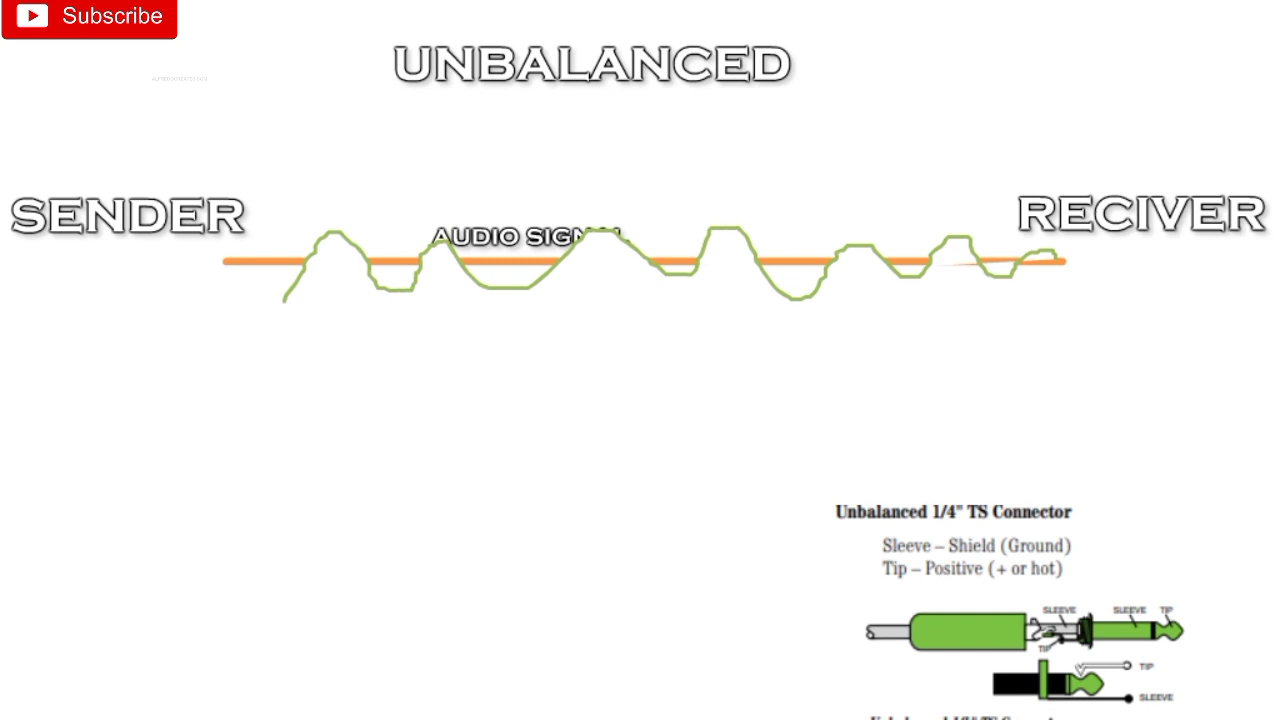 Subscribe
UNBALANCED
SENDER
RECIVER
AUDIO
Unbalanced 1/4" TS Connector
Sleeve – Shield (Ground)
Tip – Positive (+ or hot)
SLEEVE SLEEVE TIP
TIP
TIP
SLEEVE